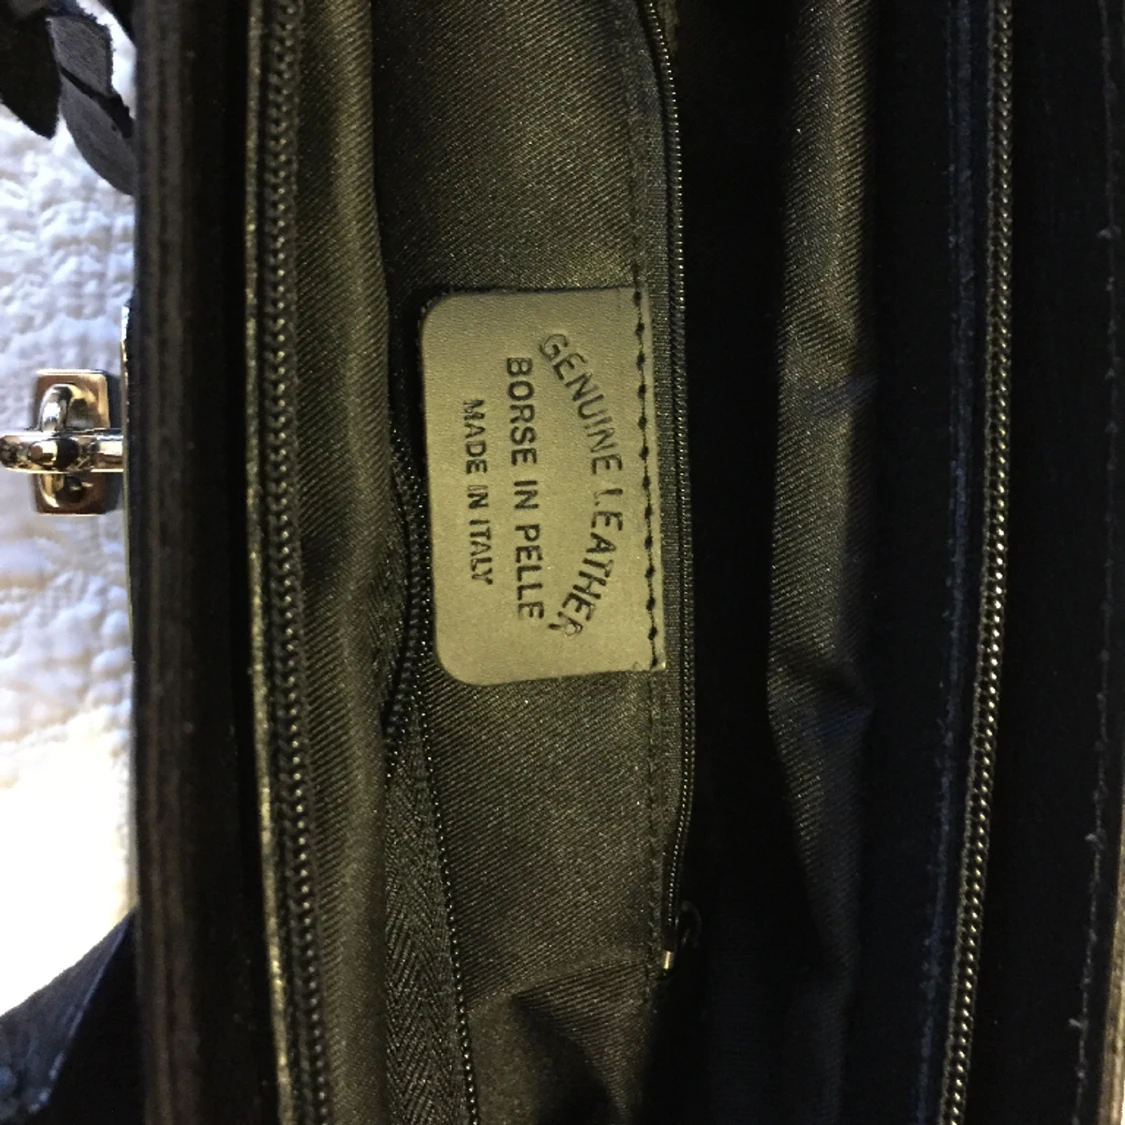 GENUINE LEATHER
BORSE IN PELLE
MADE IN ITALY